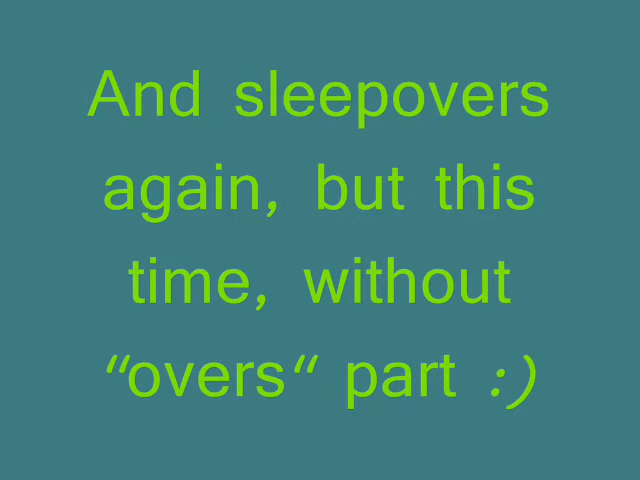 And sleepovers
again, but this
time, without
“overs“ part :)